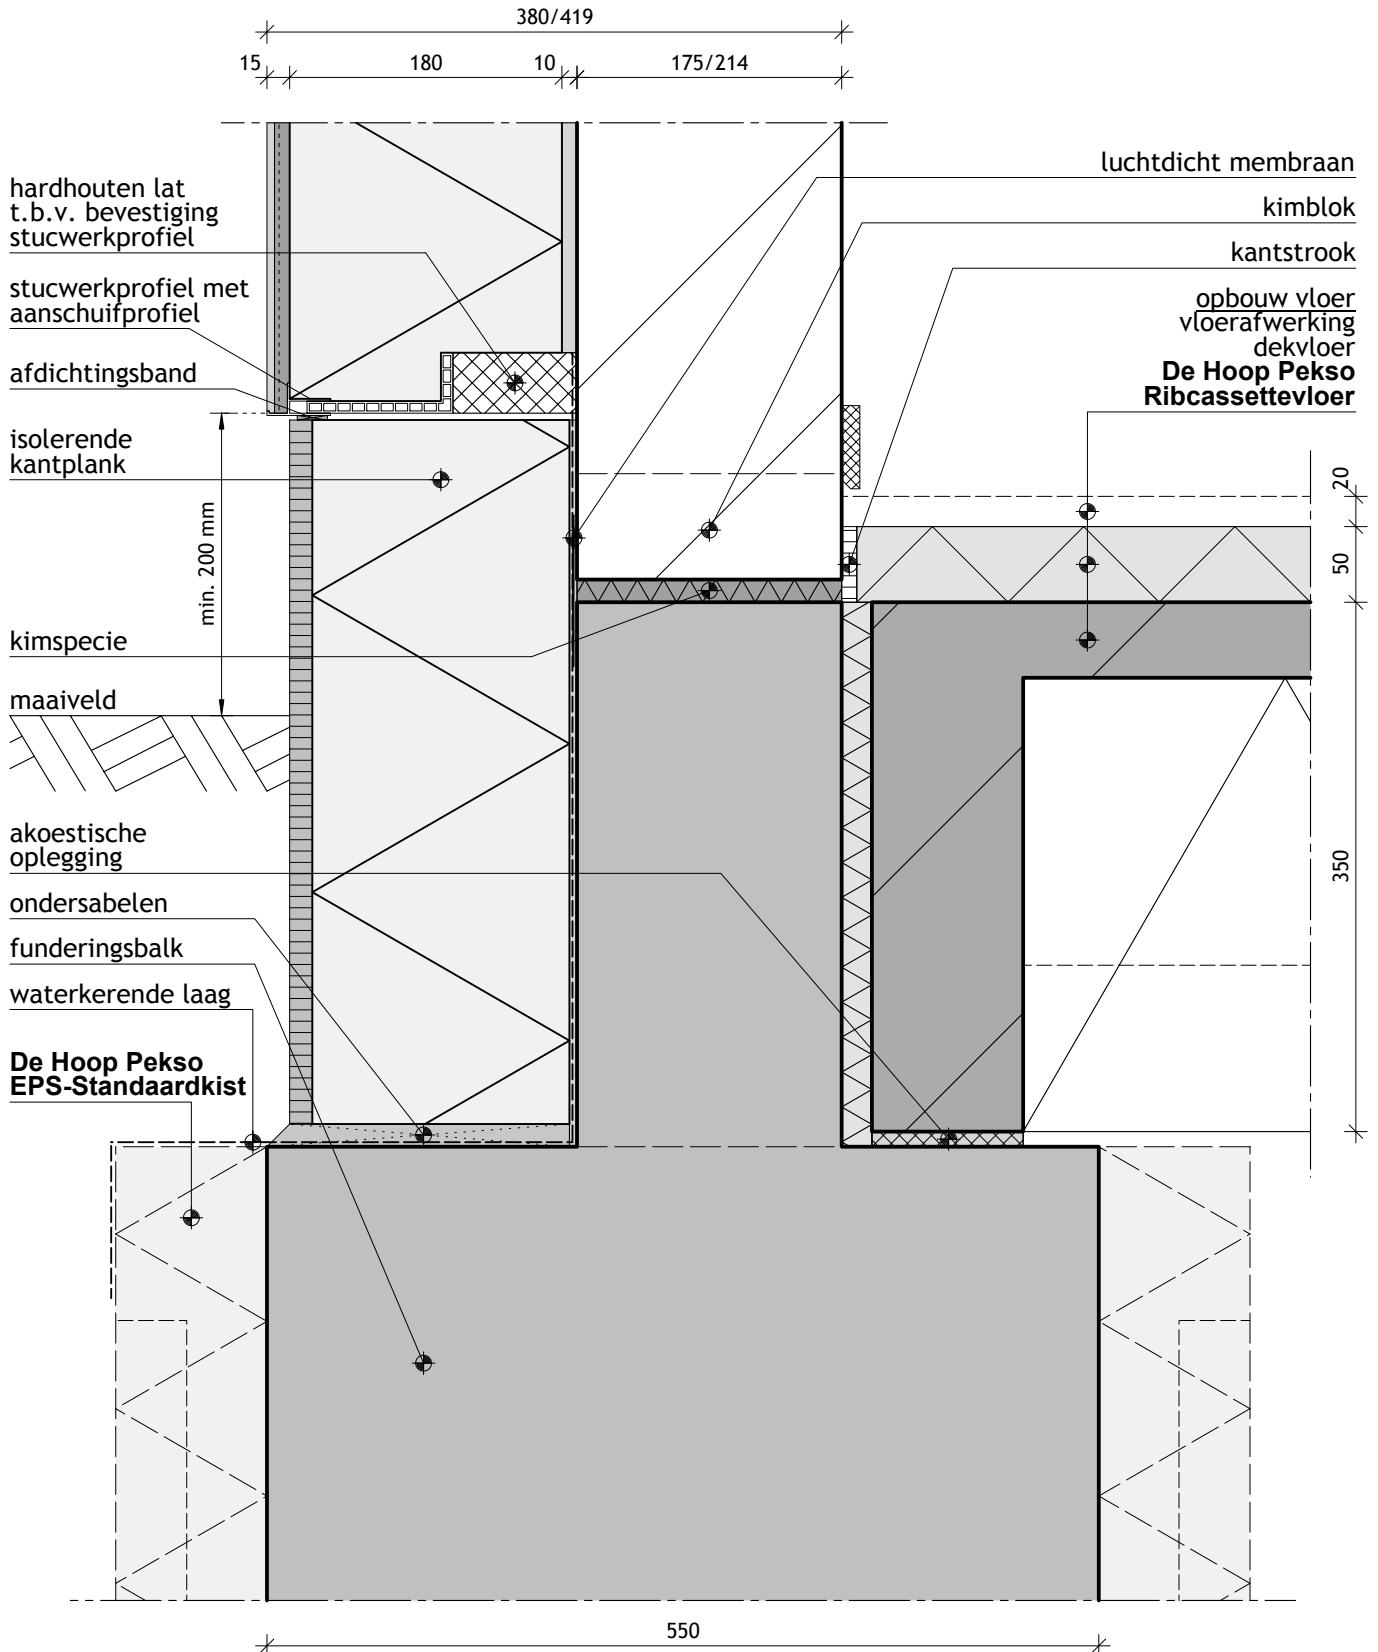 380/419
15
180
10
175/214
hardhouten lat
t.b.v. bevestiging
stucwerkprofiel
stucwerkprofiel met
aanschuifprofiel
afdichtingsband
isolerende
kantplank
min. 200 mm
kimspecie
maaiveld
akoestische
oplegging
ondersabelen
funderingsbalk
waterkerende laag
De Hoop Pekso
EPS-Standaardkist
luchtdicht membraan
kimblok
kantstrook
opbouw vloer
vloerafwerking
dekvloer
De Hoop Pekso
Ribcassettevloer
20
50
350
550